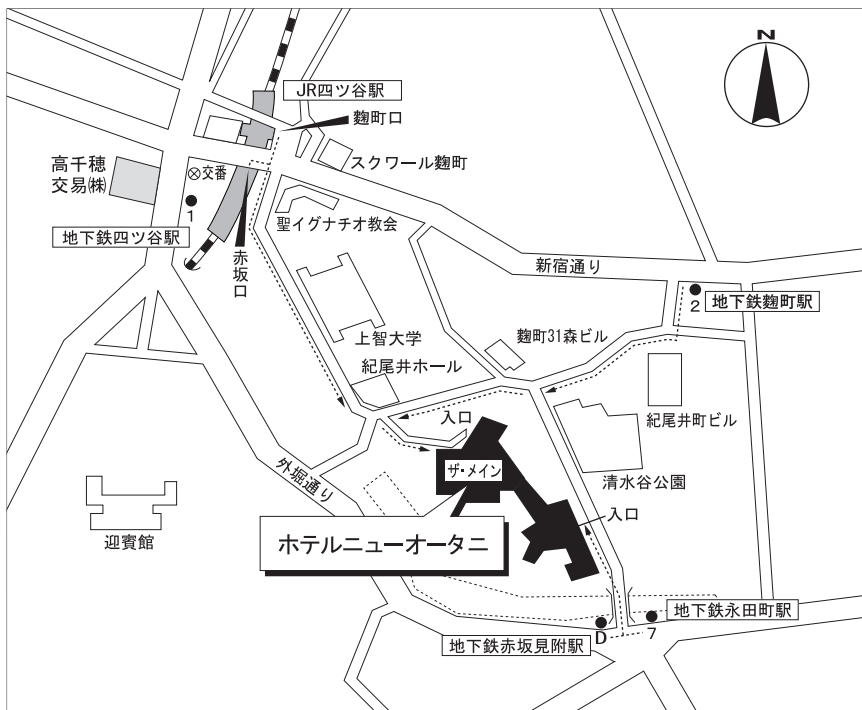 N
JR四ツ谷駅
麴町口
スクワール麴町
高千穂
交易㈱
交番
1
地下鉄四ツ谷駅
赤坂口
聖イグナチオ教会
新宿通り
2
地下鉄麴町駅
上智大学
麴町31森ビル
紀尾井ホール
入口
紀尾井町ビル
ザ・メイン
清水谷公園
外堀通り
入口
迎賓館
ホテルニューオータニ
地下鉄永田町駅
D
7
地下鉄赤坂見附駅